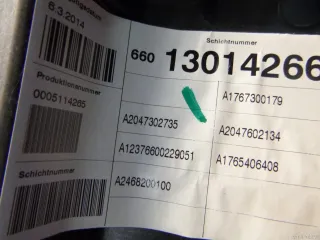 6.3.2014
Schichtnummer
660 13014266
Produktionsnummer
0005114265
A1767300179
A2047302735
A2047602134
A12376600229051
A1765406408
Schichtnummer
A2468200100